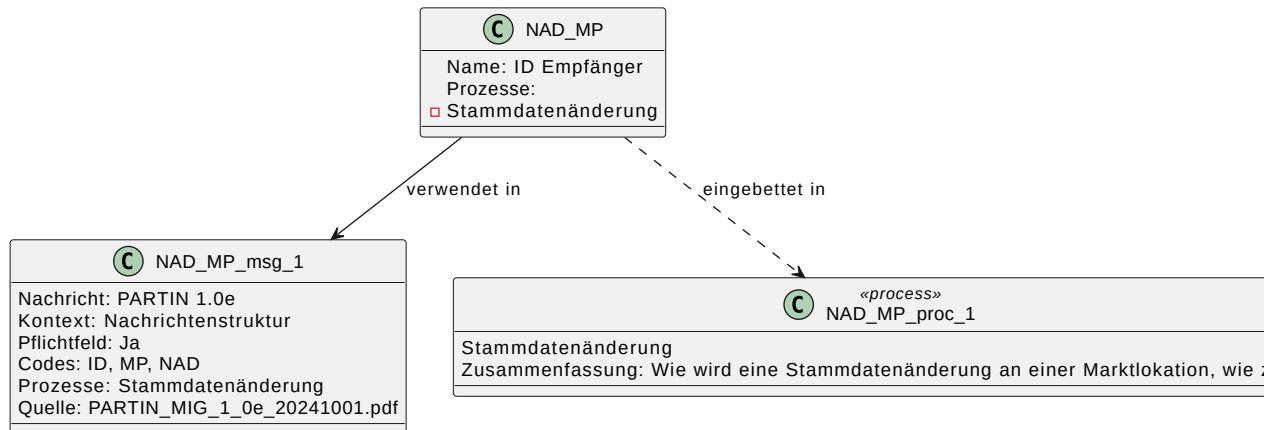 C NAD_MP
Name: ID Empfänger
Prozesse:
Stammdatenänderung
verwendet in
eingebettet in
C NAD_MP_msg_1
Nachricht: PARTIN 1.0e
Kontext: Nachrichtenstruktur
Pflichtfeld: Ja
Codes: ID, MP, NAD
Prozesse: Stammdatenänderung
Quelle: PARTIN_MIG_1_0e_20241001.pdf
C «process»
NAD_MP_proc_1
Stammdatenänderung
Zusammenfassung: Wie wird eine Stammdatenänderung an einer Marktlokation, wie